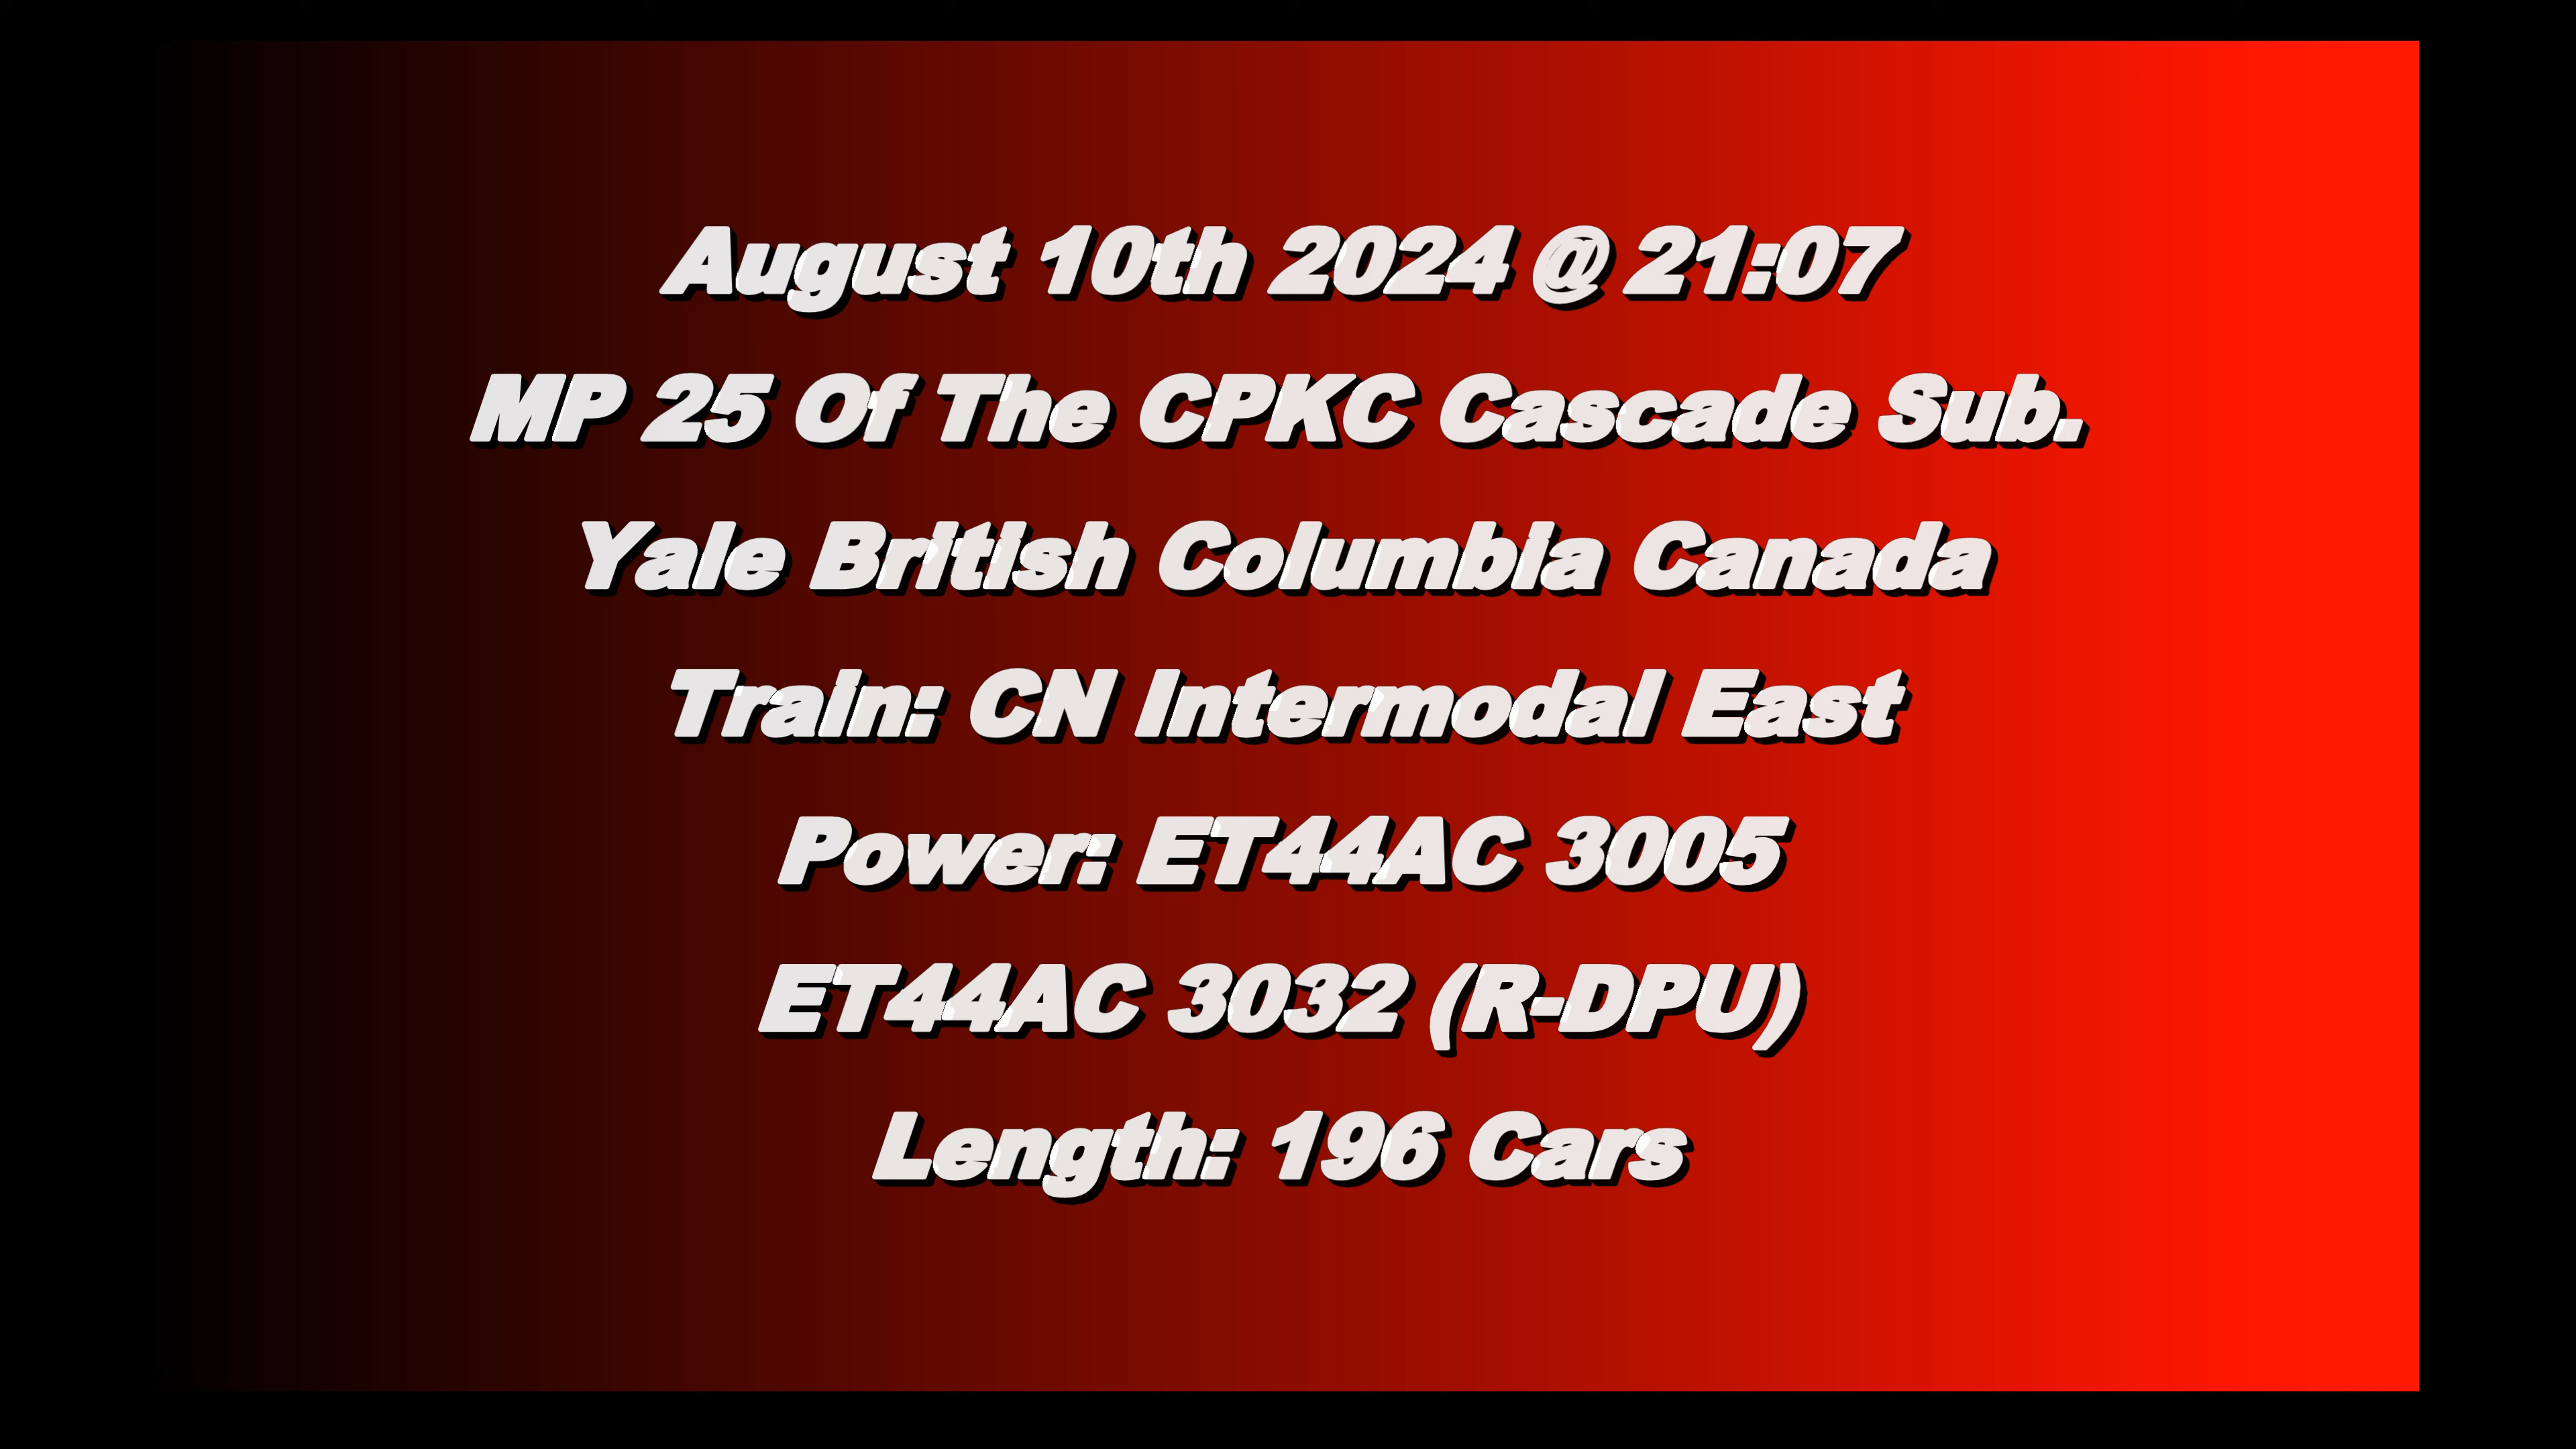 August 10th 2024 @ 21:07
MP 25 Of The CPKC Cascade Sub.
Yale British Columbia Canada
Train: CN Intermodal East
Power: ET44AC 3005
ET44AC 3032 (R-DPU)
Length: 196 Cars